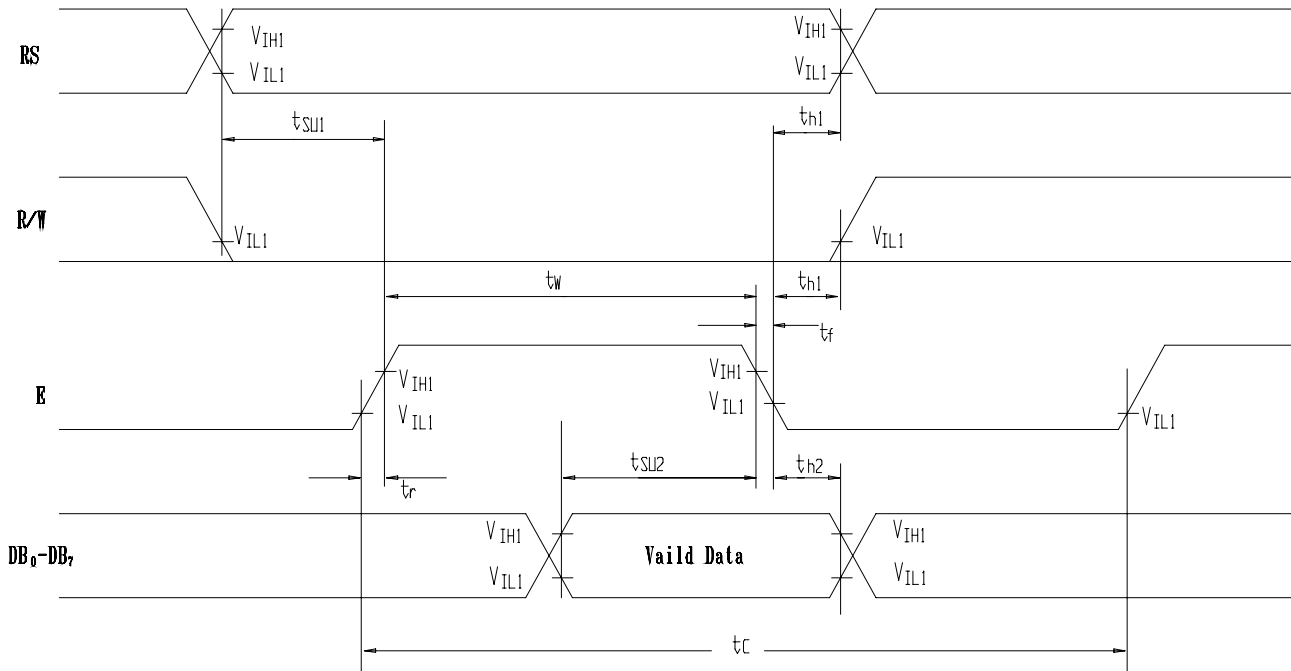 RS
VIH1
VIL1
VIH1
VIL1
tSU1
th1
R/W
VIL1
VIL1
tW
th1
tf
E
VIH1
VIL1
VIH1
VIL1
VIL1
tr
tSU2
th2
DB₀-DB₇
VIH1
VIL1
Vaild Data
VIH1
VIL1
tC